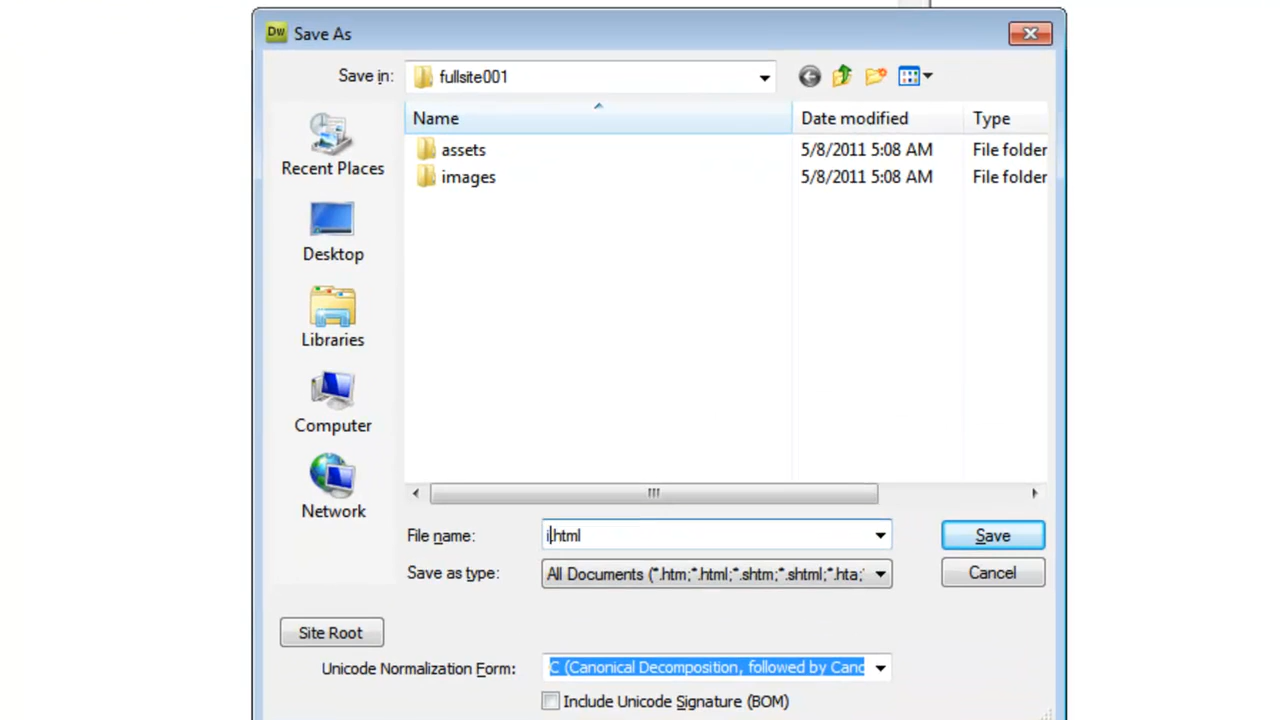 Dw Save As
Save in: fullsite001
Name Date modified Type
assets 5/8/2011 5:08 AM File folder
images 5/8/2011 5:08 AM File folder
Recent Places
Desktop
Libraries
Computer
Network
File name: i.html Save
Save as type: All Documents (*.htm;*.html;*.shtm;*.shtml;*.hta;* Cancel
Site Root
Unicode Normalization Form: C (Canonical Decomposition, followed by Canc
Include Unicode Signature (BOM)